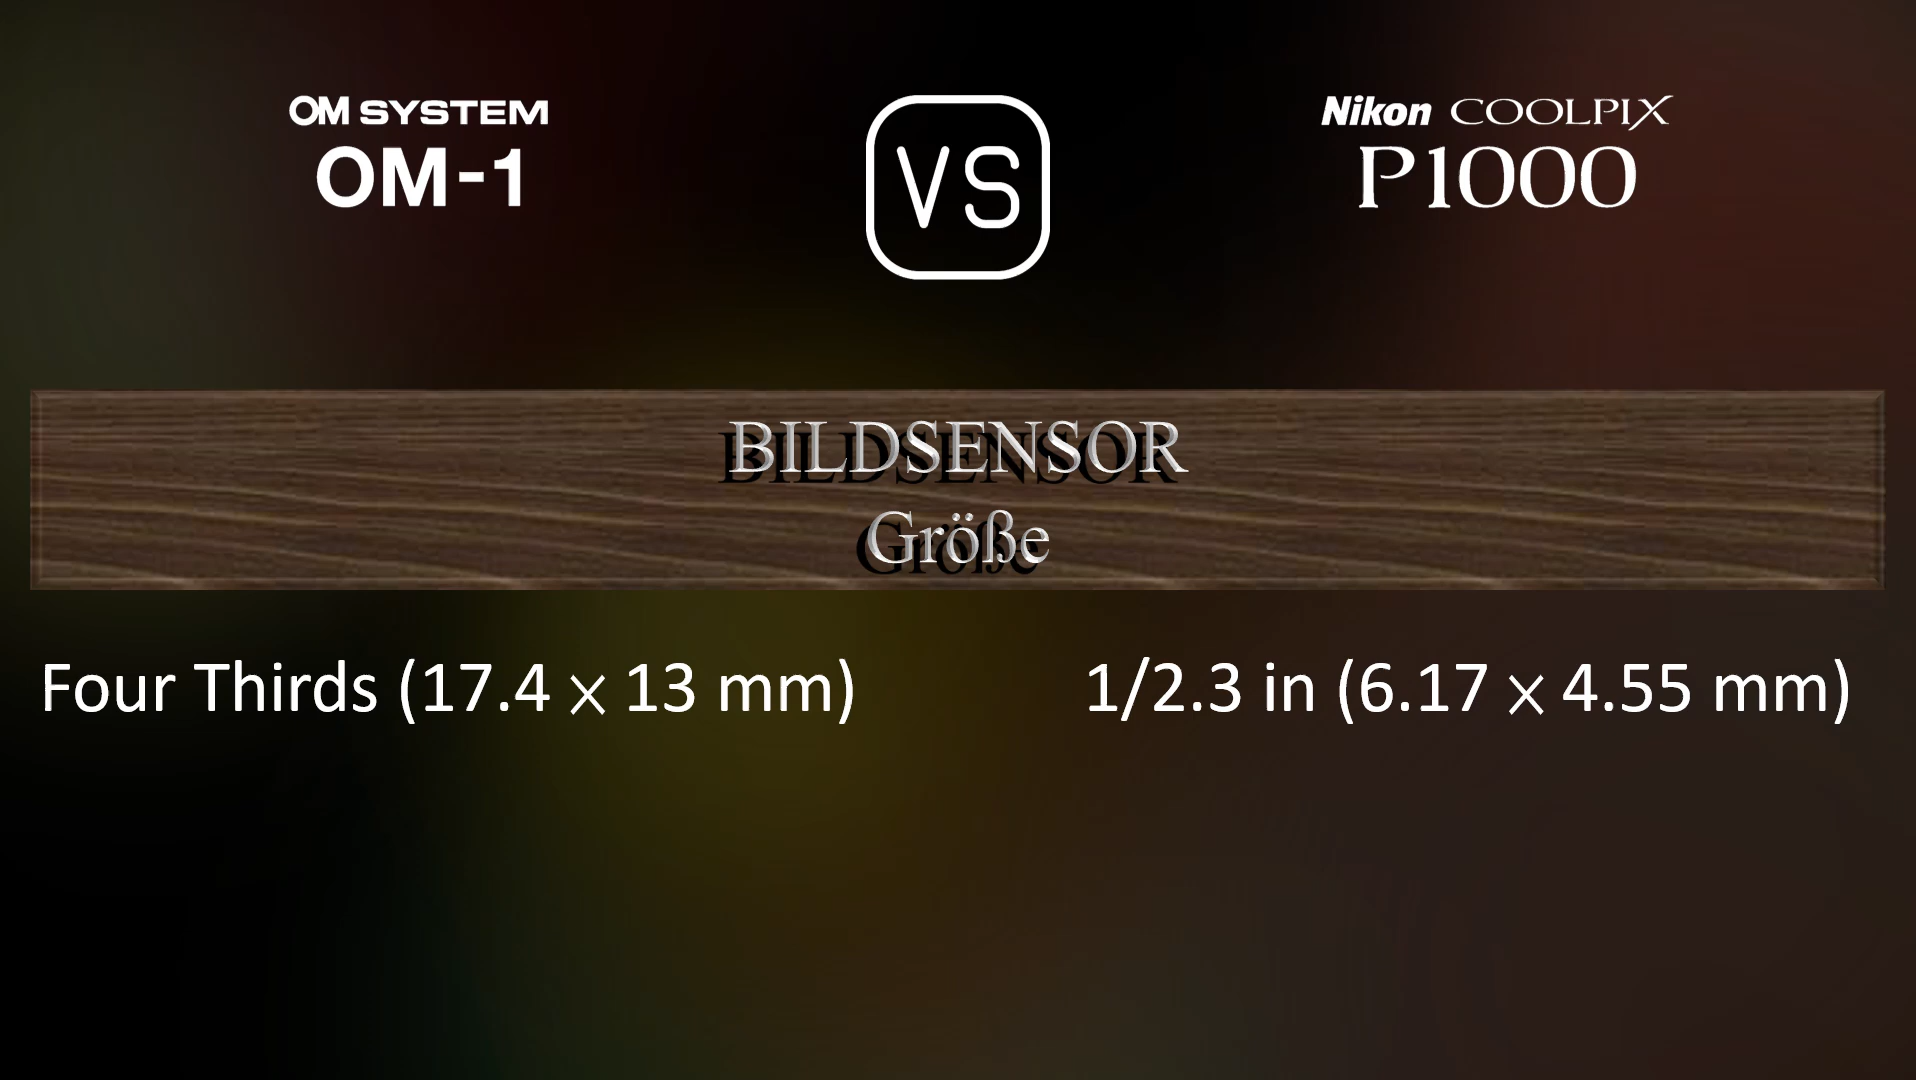 OM SYSTEM
OM-1
VS
Nikon COOLPIX
P1000
BILDSENSOR
Größe
Four Thirds (17.4 x 13 mm)
1/2.3 in (6.17 x 4.55 mm)